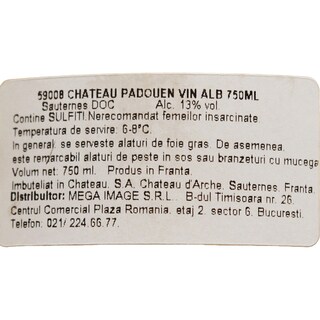 59008 CHATEAU PADOUEN VIN ALB 750ML
Sauternes DOC Alc. 13% vol.
Contine SULFITI. Nerecomandat femeilor insarcinate
Temperatura de servire: 6-8°C.
In general, se serveste alaturi de foie gras. De asemenea,
este remarcabil alaturi de peste in sos sau branzeturi cu mucega
Volum net: 750 ml. Produs in Franta.
Imbuteliat in Chateau, S.A. Chateau d'Arche, Sauternes, Franta.
Distribuitor: MEGA IMAGE S.R.L., B-dul Timisoara nr. 26,
Centrul Comercial Plaza Romania, etaj 2, sector 6, Bucuresti.
Telefon: 021/ 224.66.77.